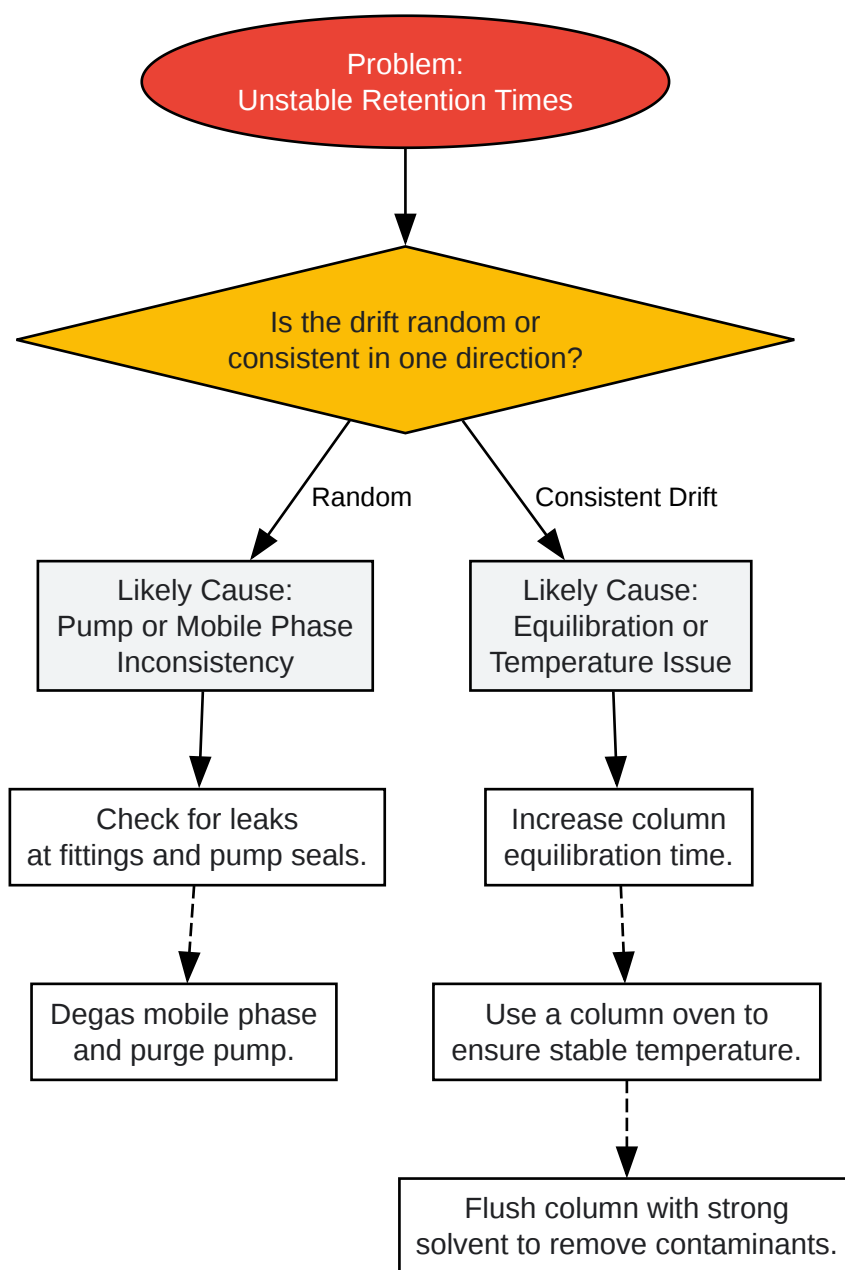 Problem:
Unstable Retention Times
Is the drift random or
consistent in one direction?
Random
Consistent Drift
Likely Cause:
Pump or Mobile Phase
Inconsistency
Likely Cause:
Equilibration or
Temperature Issue
Check for leaks
at fittings and pump seals.
Increase column
equilibration time.
Degas mobile phase
and purge pump.
Use a column oven to
ensure stable temperature.
Flush column with strong
solvent to remove contaminants.